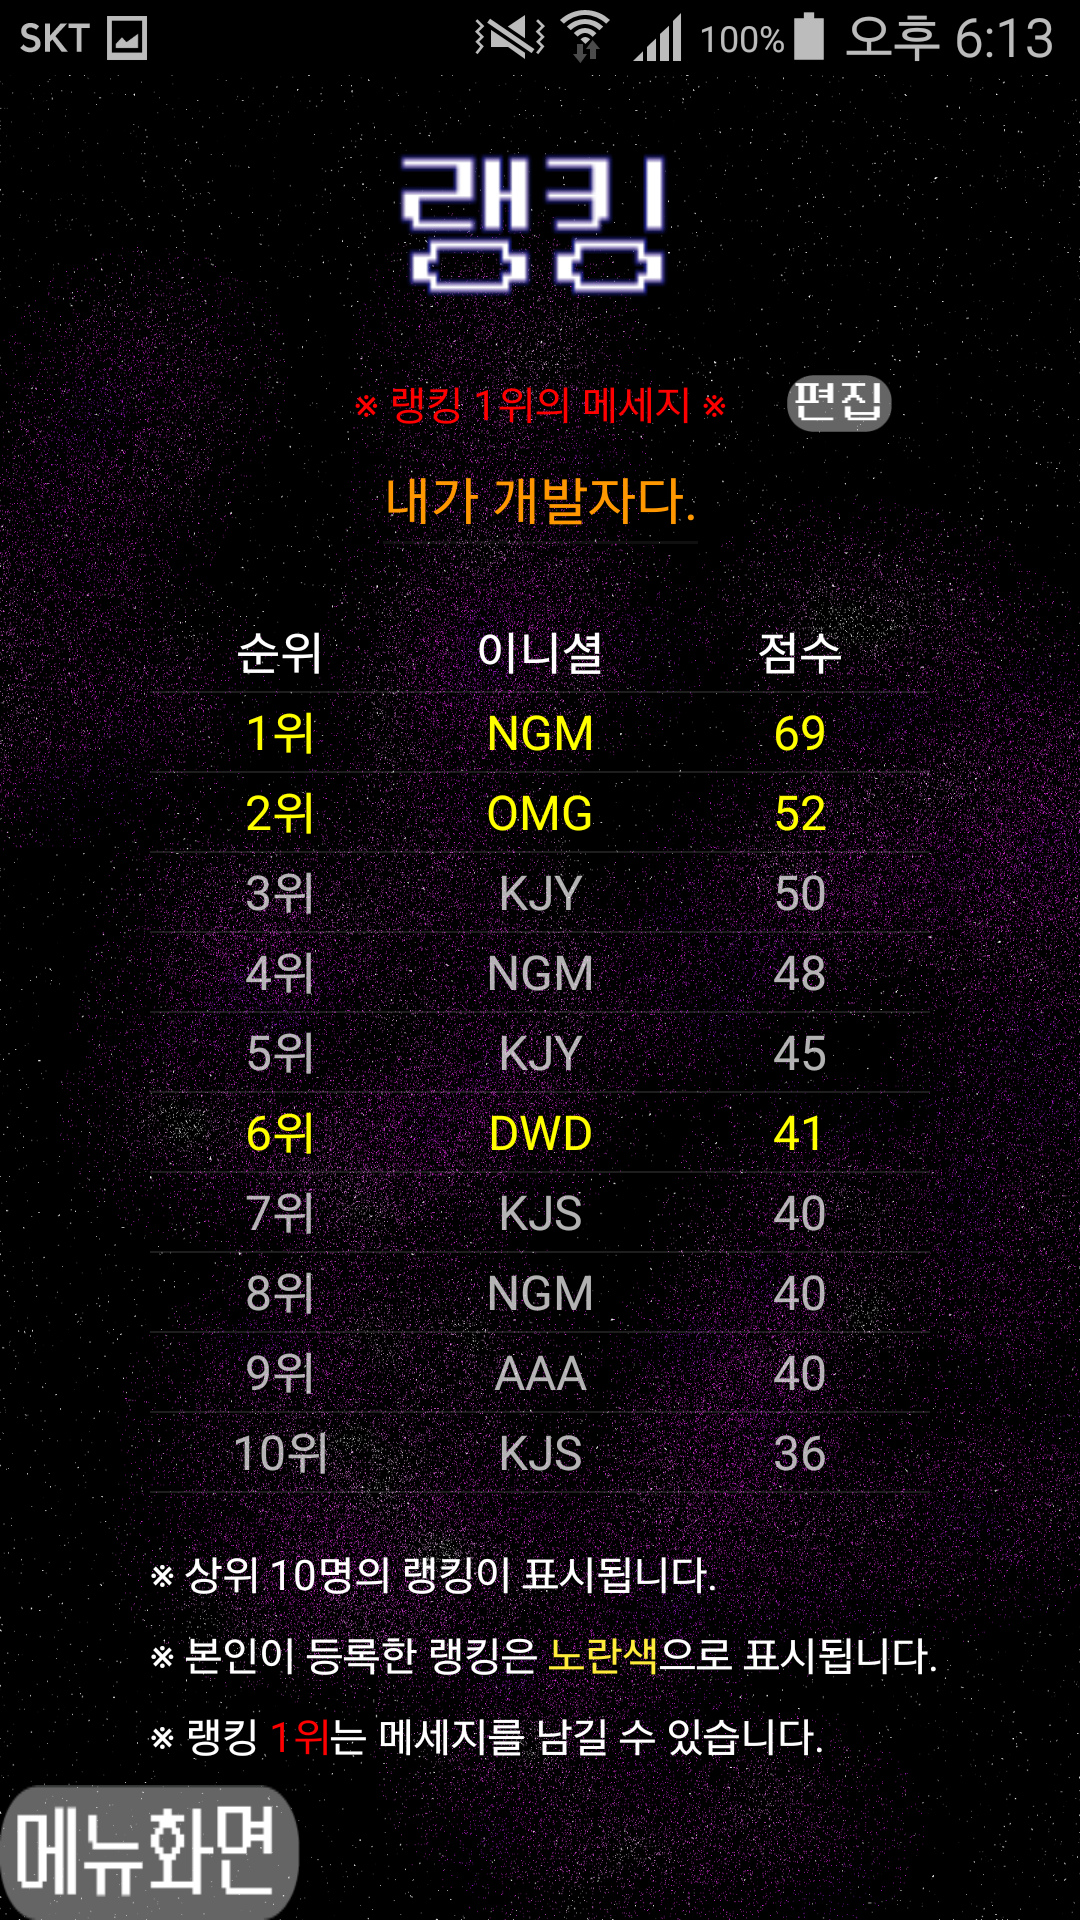 SKT 100% 오후 6:13
랭킹
※ 랭킹 1위의 메세지 ※ 편집
내가 개발자다.
순위 이니셜 점수
1위 NGM 69
2위 OMG 52
3위 KJY 50
4위 NGM 48
5위 KJY 45
6위 DWD 41
7위 KJS 40
8위 NGM 40
9위 AAA 40
10위 KJS 36
※ 상위 10명의 랭킹이 표시됩니다.
※ 본인이 등록한 랭킹은 노란색으로 표시됩니다.
※ 랭킹 1위는 메세지를 남길 수 있습니다.
메뉴화면